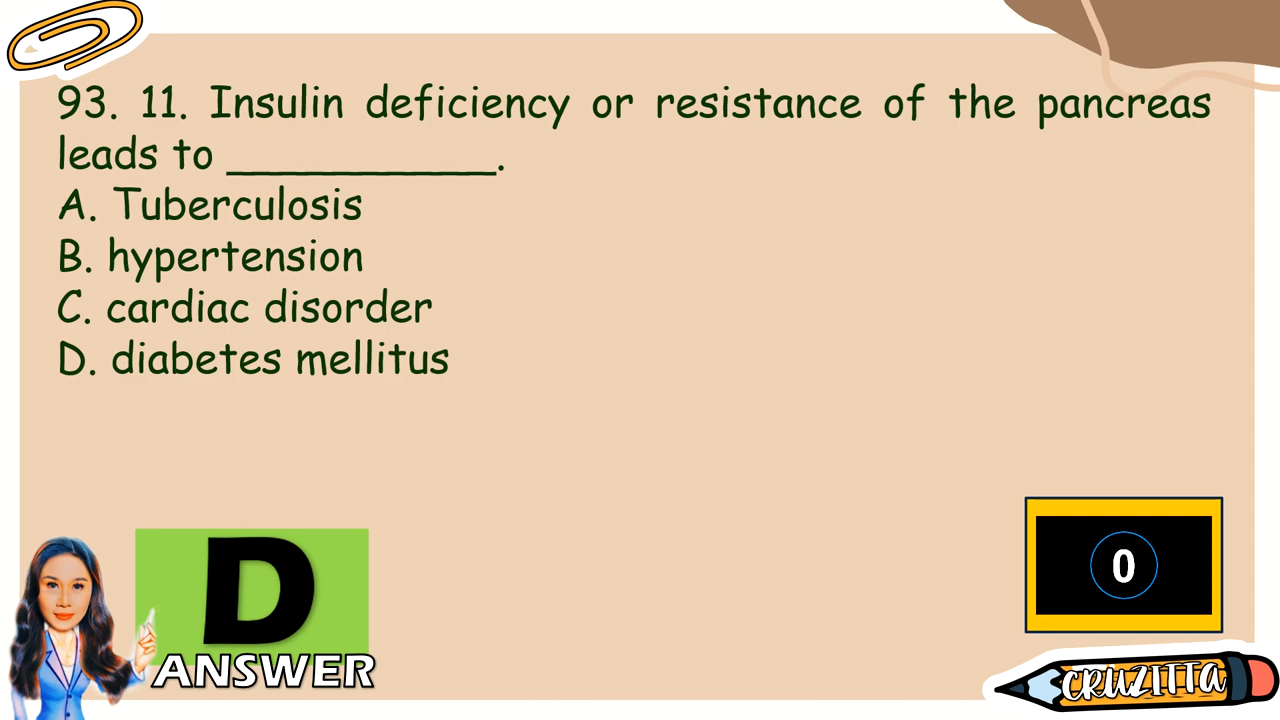 93. 11. Insulin deficiency or resistance of the pancreas
leads to __________.
A. Tuberculosis
B. hypertension
C. cardiac disorder
D. diabetes mellitus
D
ANSWER
0
CRUZITTA